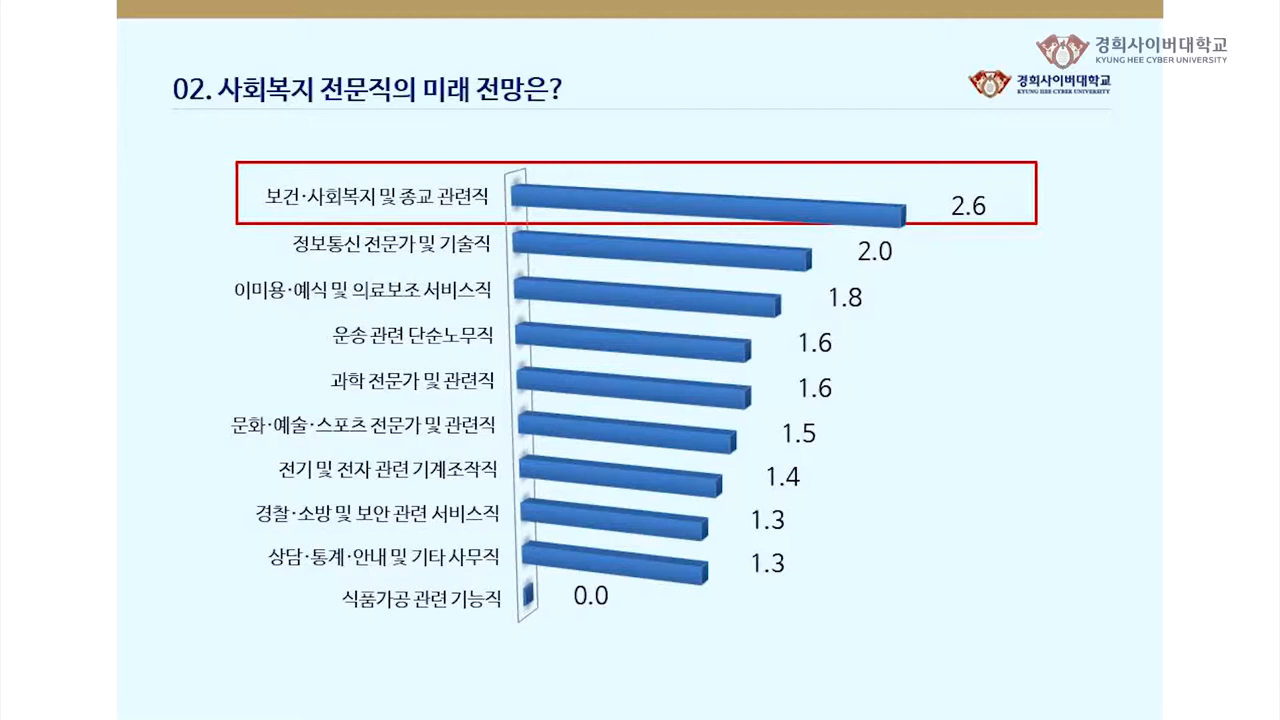 경희사이버대학교
KYUNG HEE CYBER UNIVERSITY
02. 사회복지 전문직의 미래 전망은?
경희사이버대학교
KYUNG HEE CYBER UNIVERSITY
보건·사회복지 및 종교 관련직 2.6
정보통신 전문가 및 기술직 2.0
이미용·예식 및 의료보조 서비스직 1.8
운송 관련 단순노무직 1.6
과학 전문가 및 관련직 1.6
문화·예술·스포츠 전문가 및 관련직 1.5
전기 및 전자 관련 기계조작직 1.4
경찰·소방 및 보안 관련 서비스직 1.3
상담·통계·안내 및 기타 사무직 1.3
식품가공 관련 기능직 0.0